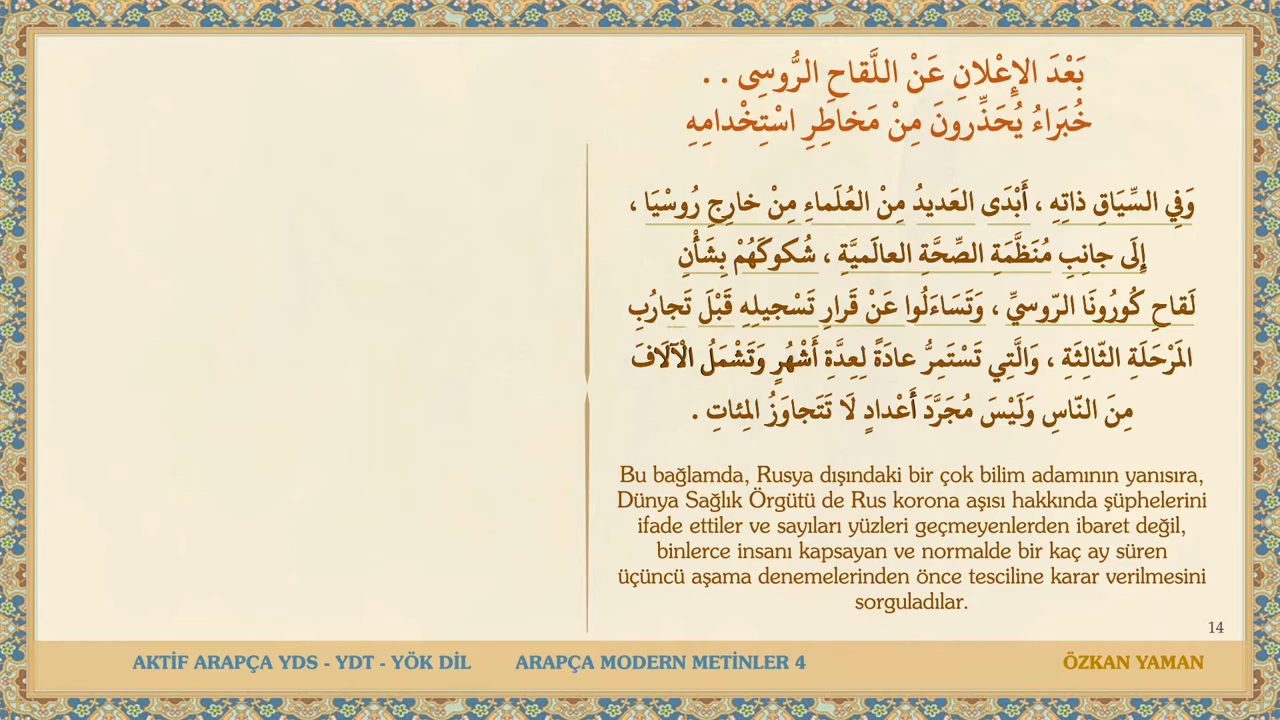 بَعْدَ الإِعْلانِ عَنْ اللَّقاحِ الرُّوسِى . .
خُبَراءُ يُحَذِّرونَ مِنْ مَخاطِرِ اسْتِخْدامِهِ
وَفِي السِّيَاقِ ذاتِهِ ، أَبْدَى العَديدُ مِنْ العُلَماءِ مِنْ خارِجِ رُوسْيَا ،
إِلَى جانِبِ مُنَظَّمَةِ الصِّحَّةِ العالَميَّةِ ، شُكوكَهُمْ بِشَأْنِ
لَقاحِ كُورُونَا الرّوسيِّ ، وَتَسَاءَلُوا عَنْ قَرارِ تَسْجيلِهِ قَبْلَ تَجارُبِ
المَرْحَلَةِ الثّالِثَةِ ، وَالَّتِي تَسْتَمِرُّ عادَةً لِعِدَّةِ أَشْهُرٍ وَتَشْمَلُ الْآلَافَ
مِنَ النّاسِ وَلَيْسَ مُجَرَّدَ أَعْدادٍ لَا تَتَجاوَزُ المِئاتِ .
Bu bağlamda, Rusya dışındaki bir çok bilim adamının yanısıra,
Dünya Sağlık Örgütü de Rus korona aşısı hakkında şüphelerini
ifade ettiler ve sayıları yüzleri geçmeyenlerden ibaret değil,
binlerce insanı kapsayan ve normalde bir kaç ay süren
üçüncü aşama denemelerinden önce tesciline karar verilmesini
sorguladılar.
14
AKTİF ARAPÇA YDS - YDT - YÖK DİL ARAPÇA MODERN METİNLER 4 ÖZKAN YAMAN